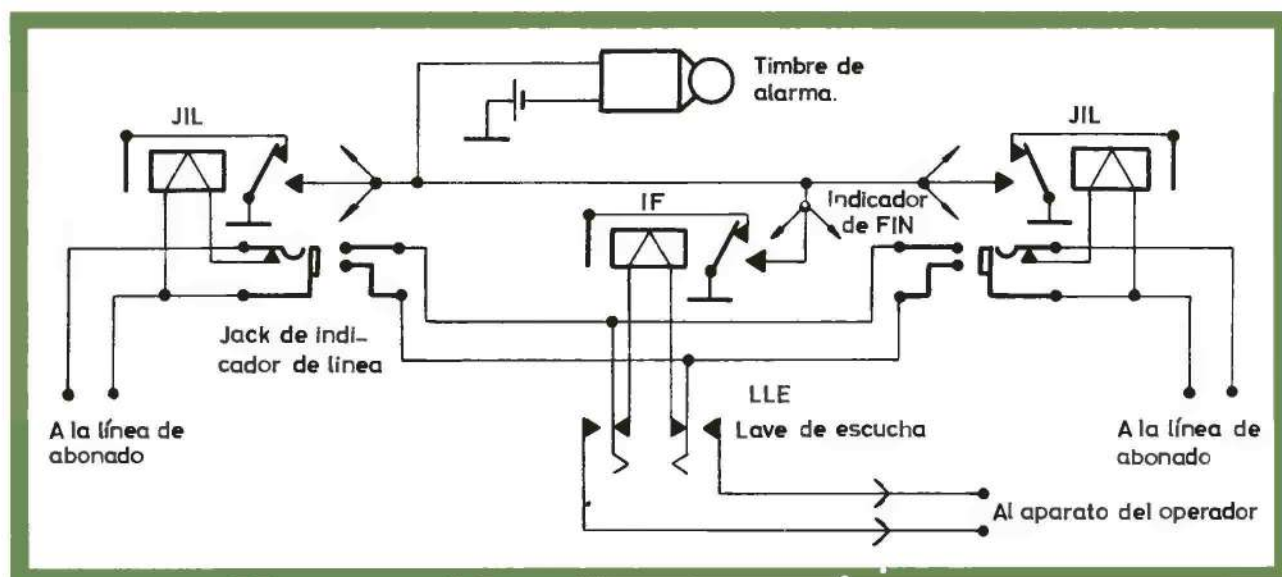 Timbre de
alarma.
JIL
JIL
IF
Indicador
de FIN
Jack de indi-
cador de linea
LLE
Lave de escucha
A la línea de
abonado
A la línea de
abonado
Al aparato del operador